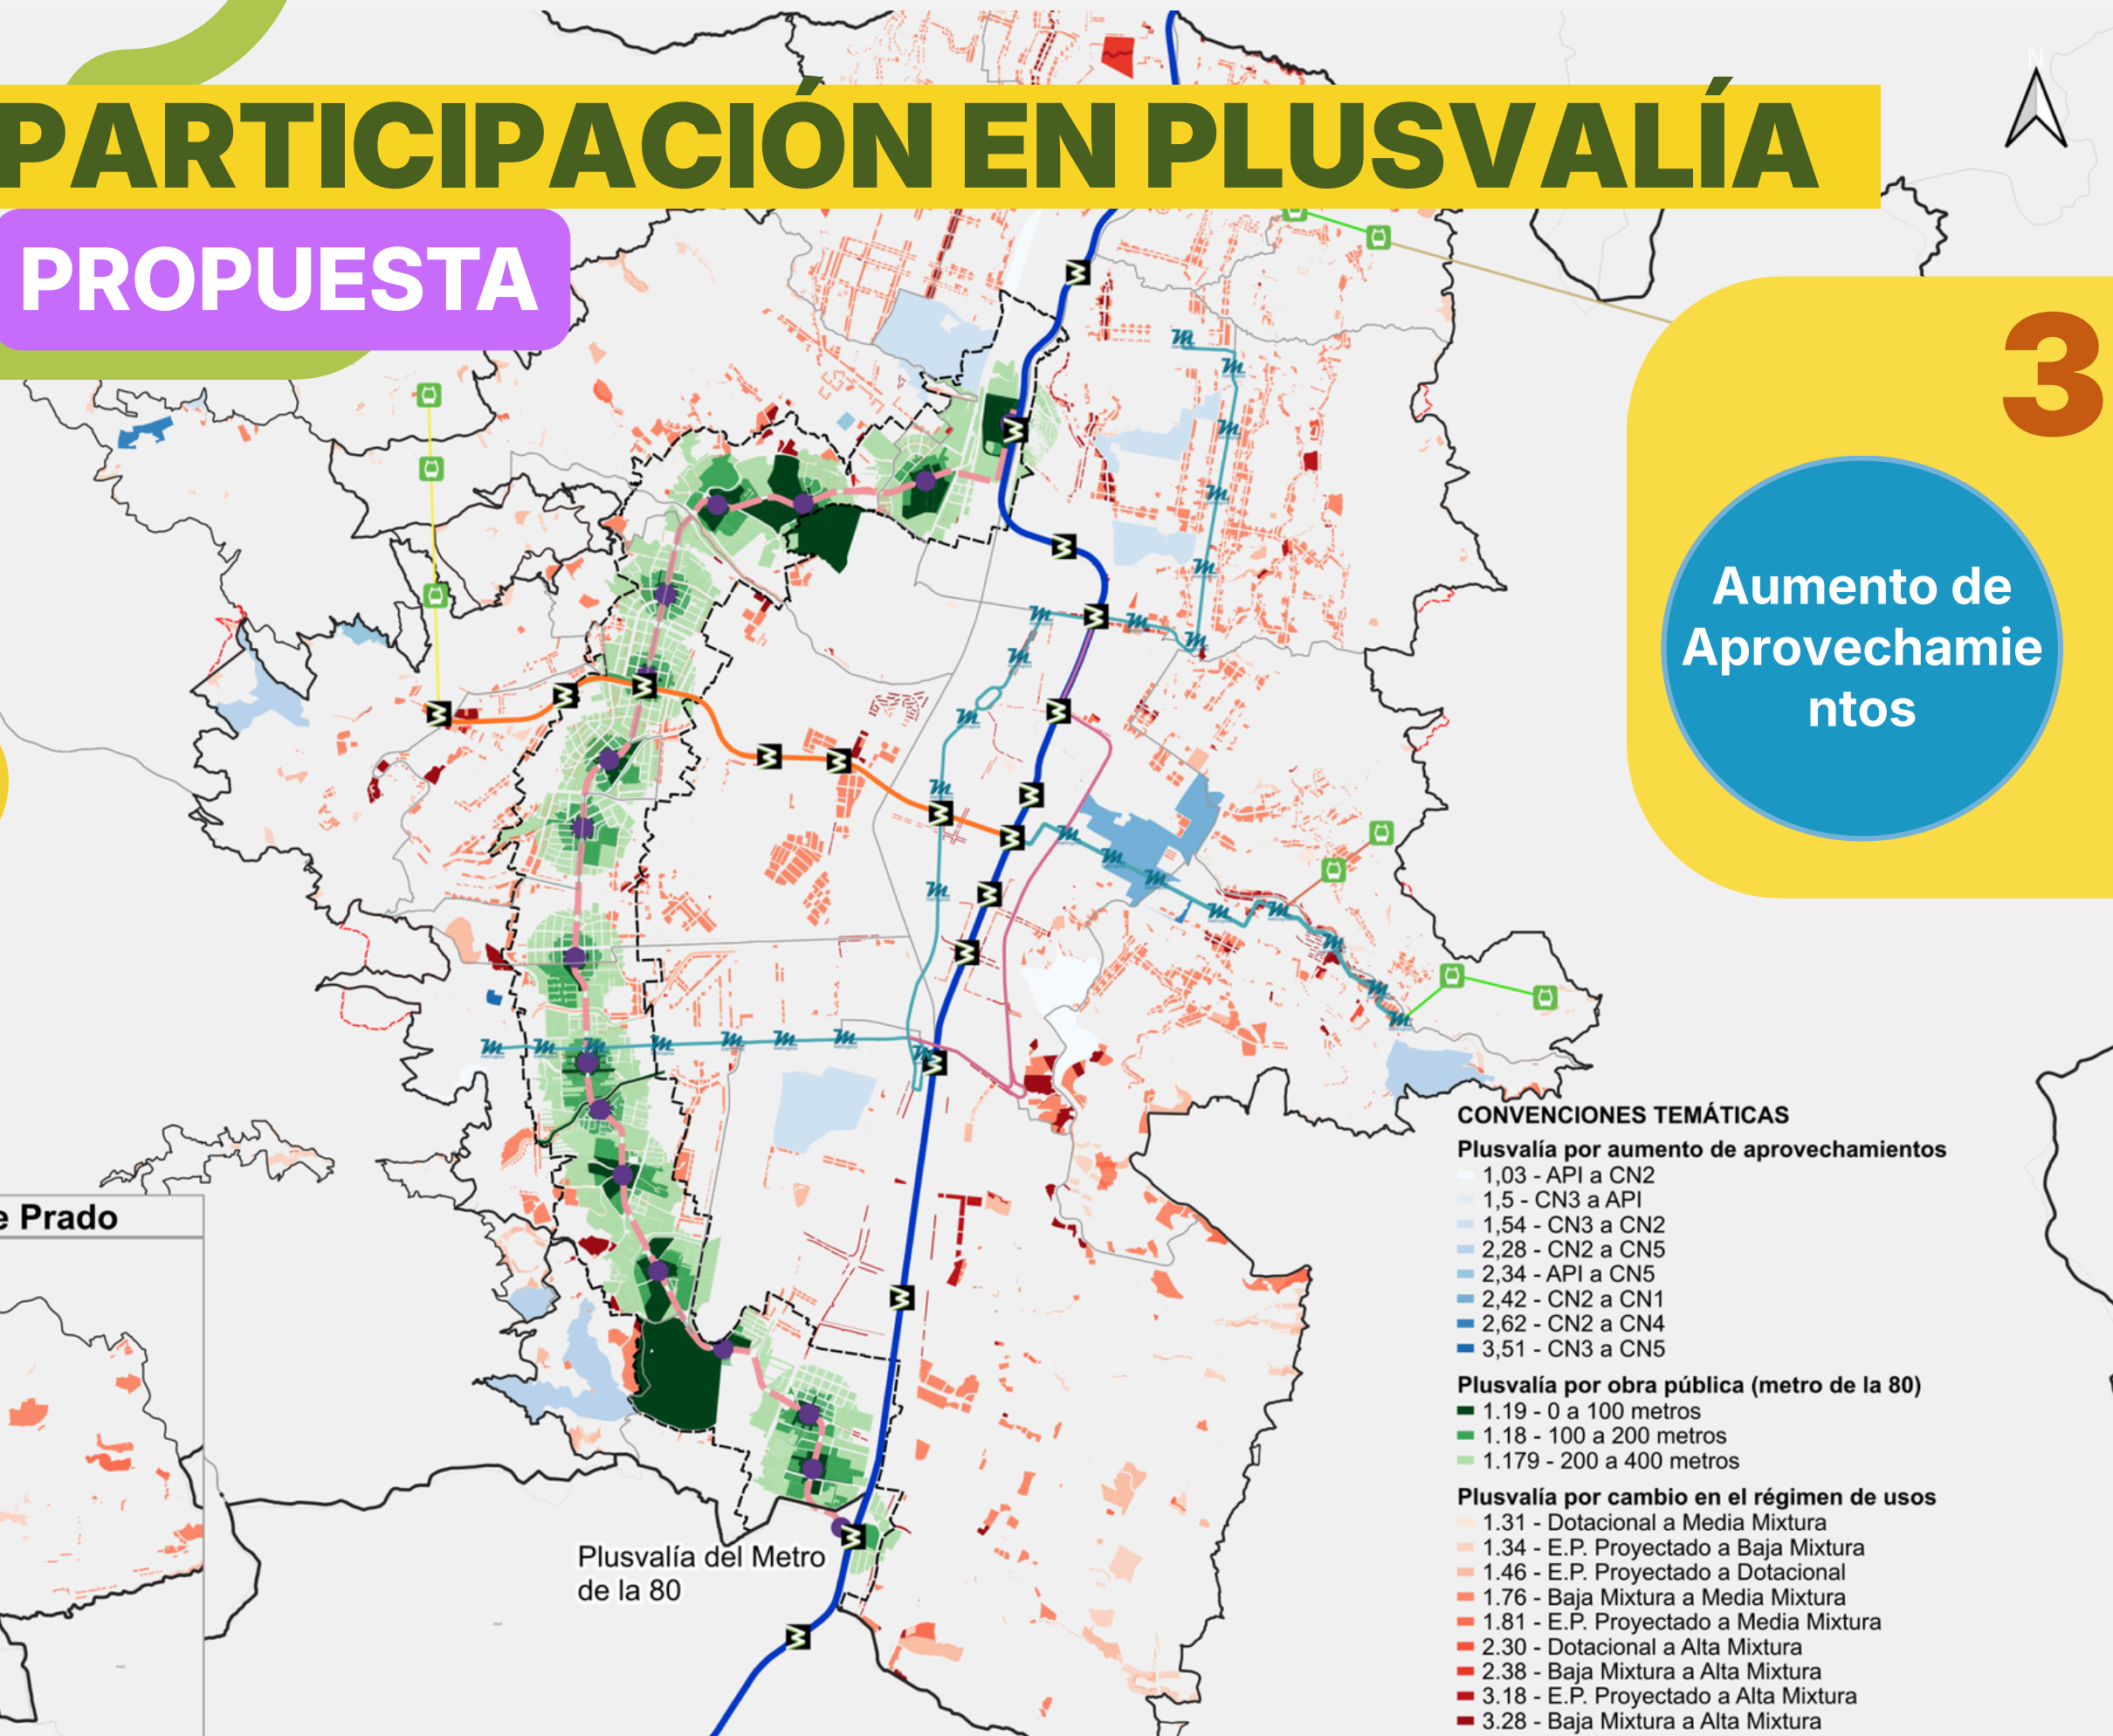 PARTICIPACIÓN EN PLUSVALÍA
PROPUESTA
N
3
Aumento de
Aprovechamie
ntos
e Prado
Plusvalía del Metro
de la 80
CONVENCIONES TEMÁTICAS
Plusvalía por aumento de aprovechamientos
1,03 - API a CN2
1,5 - CN3 a API
1,54 - CN3 a CN2
2,28 - CN2 a CN5
2,34 - API a CN5
2,42 - CN2 a CN1
2,62 - CN2 a CN4
3,51 - CN3 a CN5
Plusvalía por obra pública (metro de la 80)
1.19 - 0 a 100 metros
1.18 - 100 a 200 metros
1.179 - 200 a 400 metros
Plusvalía por cambio en el régimen de usos
1.31 - Dotacional a Media Mixtura
1.34 - E.P. Proyectado a Baja Mixtura
1.46 - E.P. Proyectado a Dotacional
1.76 - Baja Mixtura a Media Mixtura
1.81 - E.P. Proyectado a Media Mixtura
2.30 - Dotacional a Alta Mixtura
2.38 - Baja Mixtura a Alta Mixtura
3.18 - E.P. Proyectado a Alta Mixtura
3.28 - Baja Mixtura a Alta Mixtura